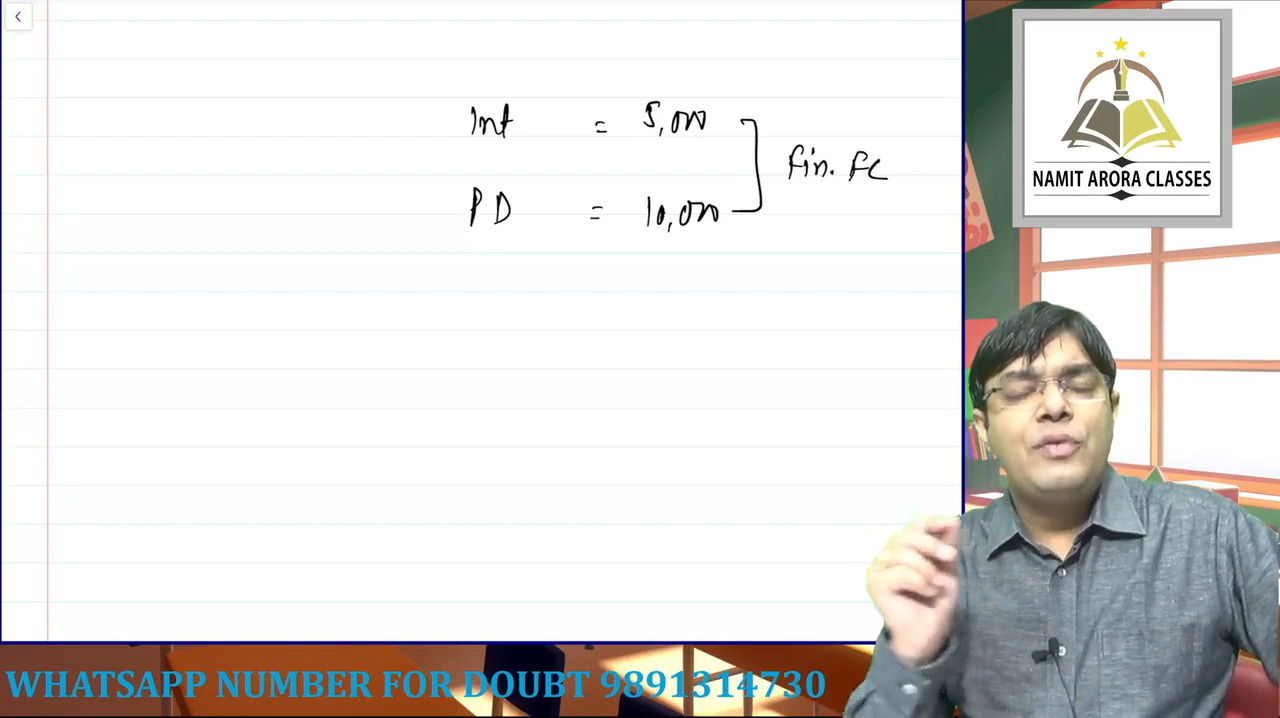 Int = 5,000
PD = 10,000
Fin. FC
NAMIT ARORA CLASSES
WHATSAPP NUMBER FOR DOUBT 9891314730